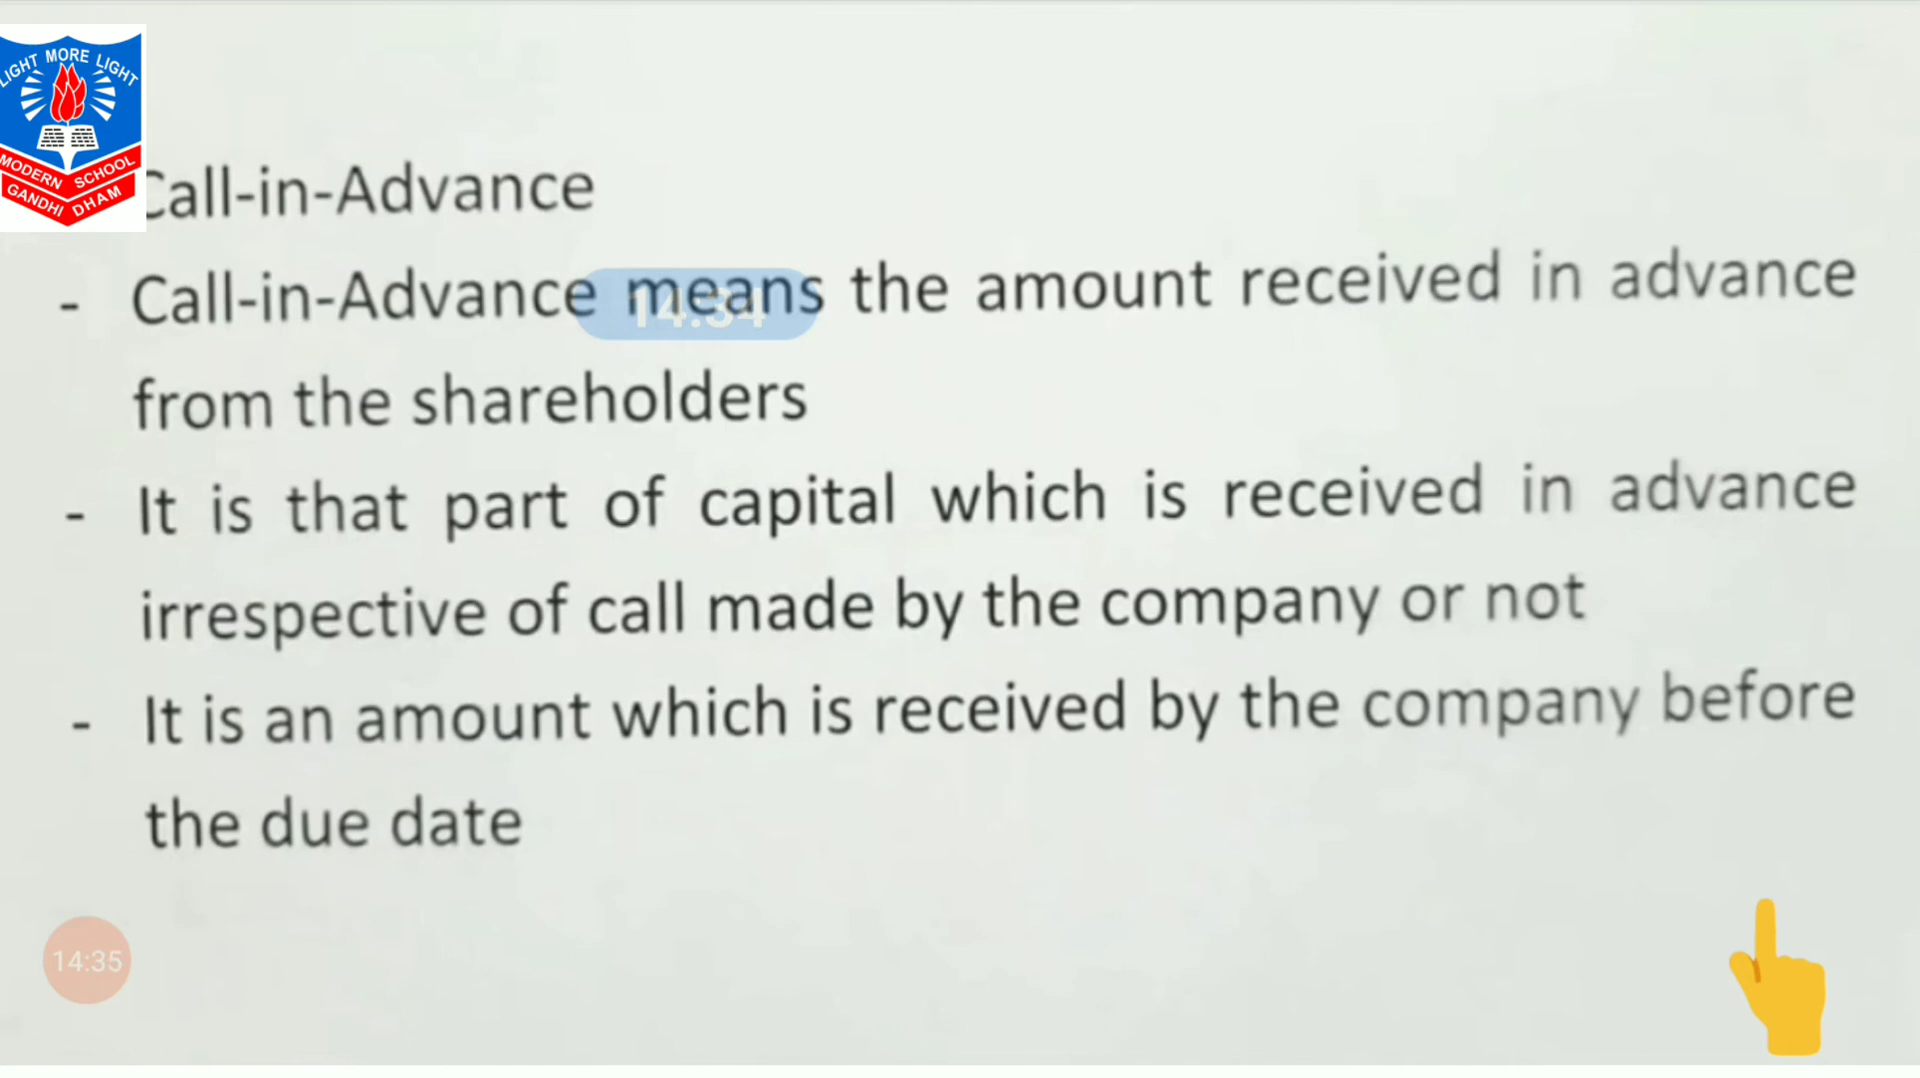 LIGHT MORE LIGHT
MODERN SCHOOL
GANDHI DHAM
Call-in-Advance
- Call-in-Advance means the amount received in advance
14:34
from the shareholders
- It is that part of capital which is received in advance
irrespective of call made by the company or not
- It is an amount which is received by the company before
the due date
14:35